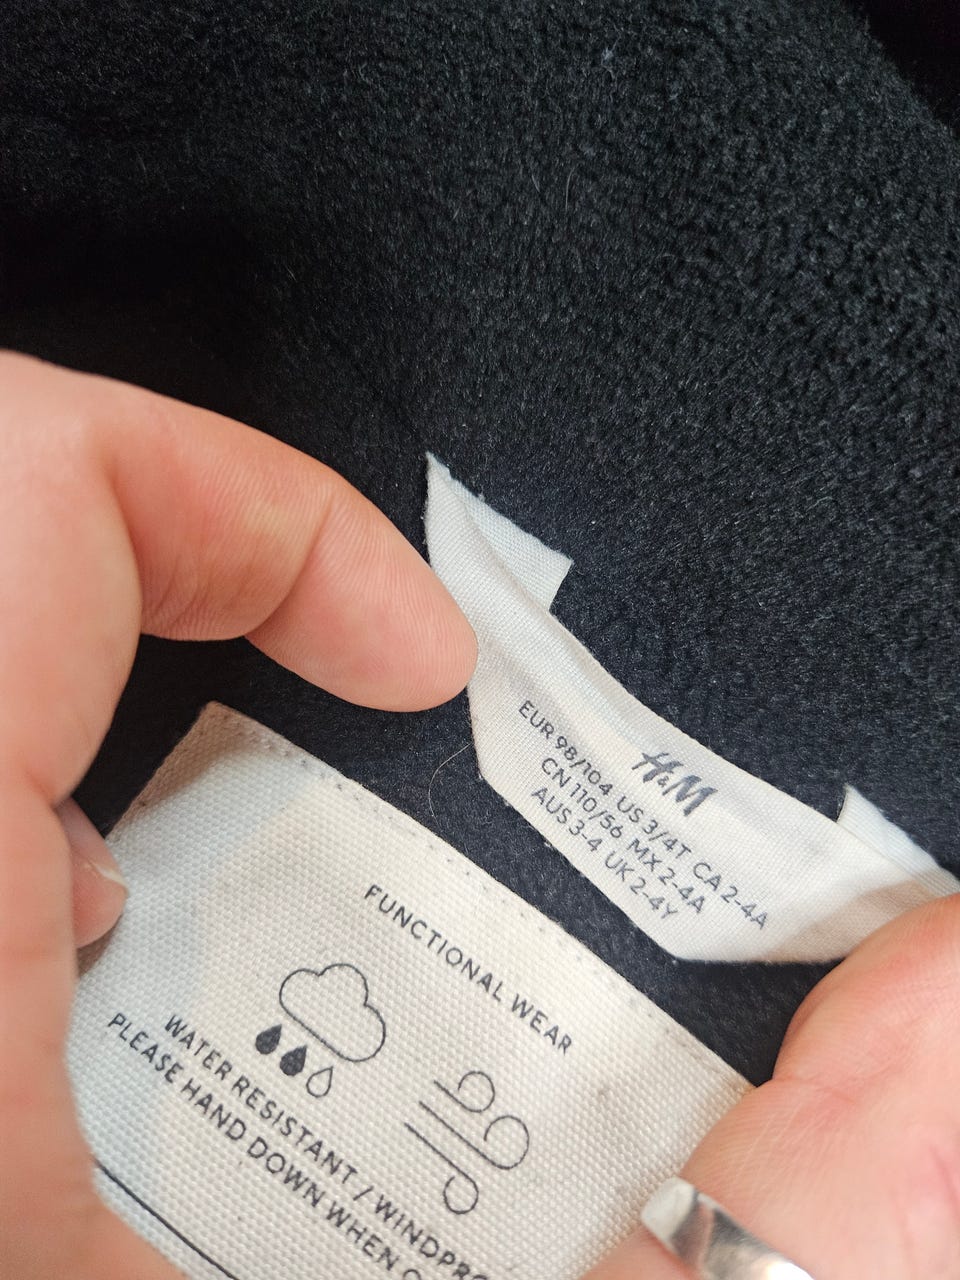 H&M
EUR 98/104 US 3/4T CA 2-4A
CN 110/56 MX 2-4A
AUS 3-4 UK 2-4Y
FUNCTIONAL WEAR
WATER RESISTANT / WINDPRO
PLEASE HAND DOWN WHEN